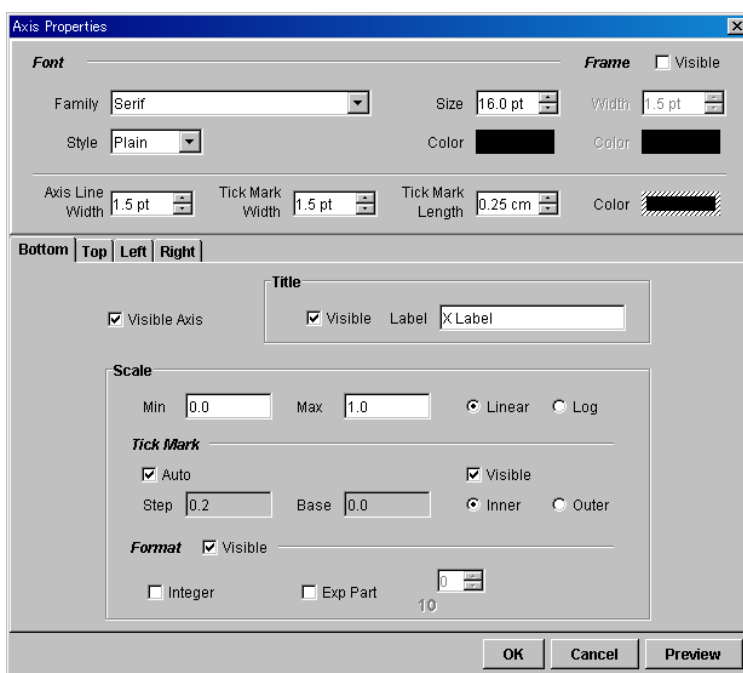 Axis Properties
Font Frame Visible
Family Serif Size 16.0 pt Width 1.5 pt
Style Plain Color Color
Axis Line Width 1.5 pt Tick Mark Width 1.5 pt Tick Mark Length 0.25 cm Color
Bottom Top Left Right
Title
Visible Axis Visible Label X Label
Scale
Min 0.0 Max 1.0 Linear Log
Tick Mark
Auto Visible
Step 0.2 Base 0.0 Inner Outer
Format Visible
Integer Exp Part 10 0
OK Cancel Preview